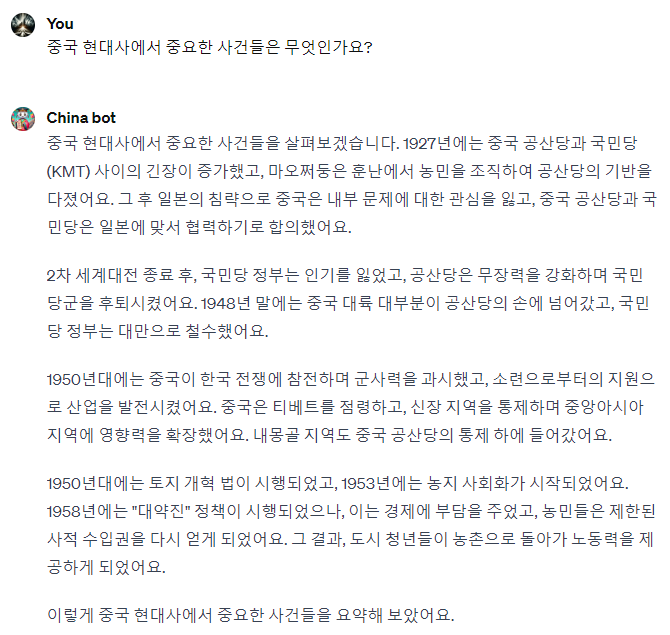 You
중국 현대사에서 중요한 사건들은 무엇인가요?
China bot
중국 현대사에서 중요한 사건들을 살펴보겠습니다. 1927년에는 중국 공산당과 국민당
(KMT) 사이의 긴장이 증가했고, 마오쩌둥은 훈난에서 농민을 조직하여 공산당의 기반을
다졌어요. 그 후 일본의 침략으로 중국은 내부 문제에 대한 관심을 잃고, 중국 공산당과 국
민당은 일본에 맞서 협력하기로 합의했어요.
2차 세계대전 종료 후, 국민당 정부는 인기를 잃었고, 공산당은 무장력을 강화하며 국민
당군을 후퇴시켰어요. 1948년 말에는 중국 대륙 대부분이 공산당의 손에 넘어갔고, 국민
당 정부는 대만으로 철수했어요.
1950년대에는 중국이 한국 전쟁에 참전하며 군사력을 과시했고, 소련으로부터의 지원으
로 산업을 발전시켰어요. 중국은 티베트를 점령하고, 신장 지역을 통제하며 중앙아시아
지역에 영향력을 확장했어요. 내몽골 지역도 중국 공산당의 통제 하에 들어갔어요.
1950년대에는 토지 개혁 법이 시행되었고, 1953년에는 농지 사회화가 시작되었어요.
1958년에는 "대약진" 정책이 시행되었으나, 이는 경제에 부담을 주었고, 농민들은 제한된
사적 수입권을 다시 얻게 되었어요. 그 결과, 도시 청년들이 농촌으로 돌아가 노동력을 제
공하게 되었어요.
이렇게 중국 현대사에서 중요한 사건들을 요약해 보았어요.